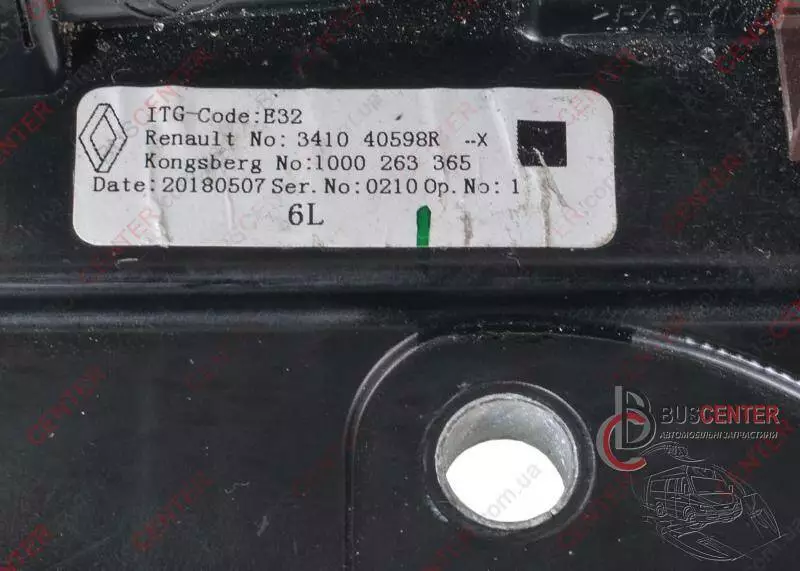 ITG-Code:E32
Renault No: 3410 40598R --X
Kongsberg No:1000 263 365
Date:20180507 Ser. No:0210 Op. No: 1
6L
BUSCENTER
АВТОМОБІЛЬНІ ЗАПЧАСТИНИ